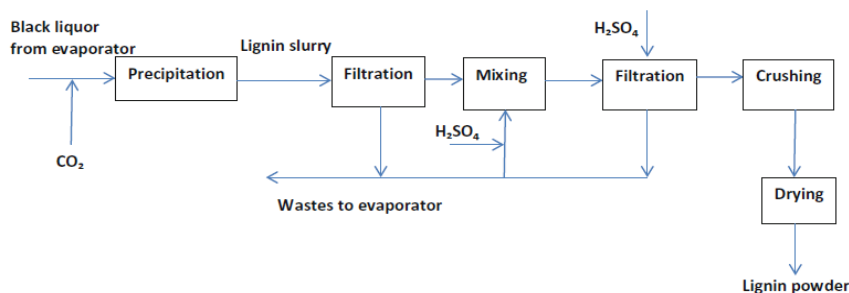 Black liquor
from evaporator
CO₂
Precipitation
Lignin slurry
Filtration
H₂SO₄
Mixing
H₂SO₄
Filtration
Crushing
Drying
Wastes to evaporator
Lignin powder